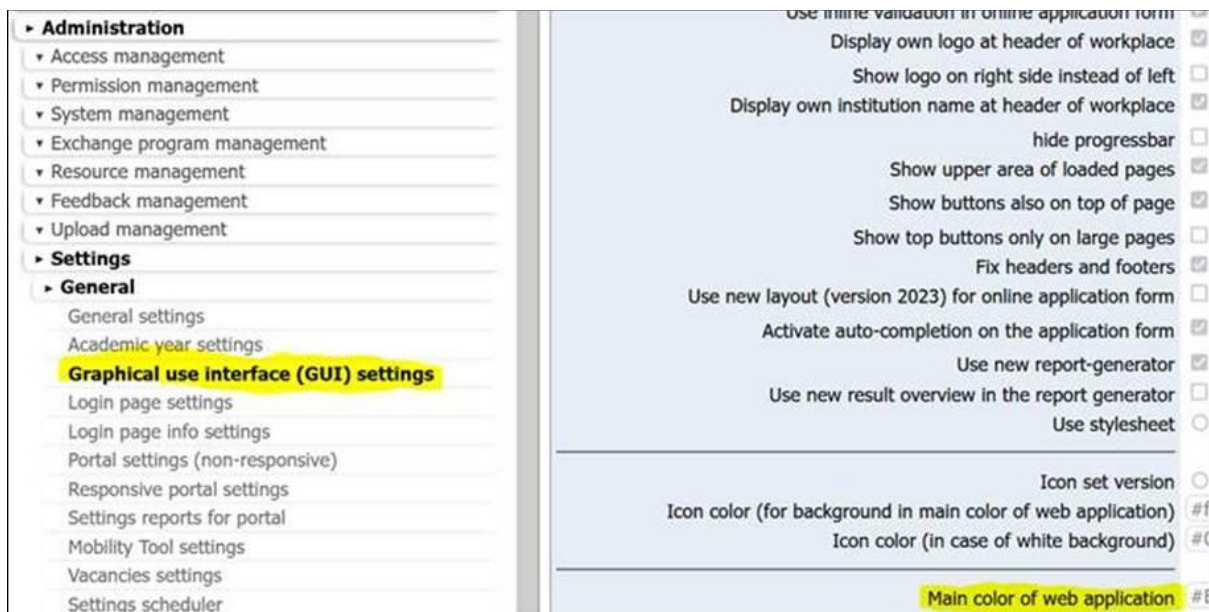 Administration
Access management
Permission management
System management
Exchange program management
Resource management
Feedback management
Upload management
Settings
General
General settings
Academic year settings
Graphical use interface (GUI) settings
Login page settings
Login page info settings
Portal settings (non-responsive)
Responsive portal settings
Settings reports for portal
Mobility Tool settings
Vacancies settings
Settings scheduler
Use inline validation in online application form
Display own logo at header of workplace
Show logo on right side instead of left
Display own institution name at header of workplace
hide progressbar
Show upper area of loaded pages
Show buttons also on top of page
Show top buttons only on large pages
Fix headers and footers
Use new layout (version 2023) for online application form
Activate auto-completion on the application form
Use new report-generator
Use new result overview in the report generator
Use stylesheet
Icon set version
Icon color (for background in main color of web application) #f
Icon color (in case of white background)
Main color of web application